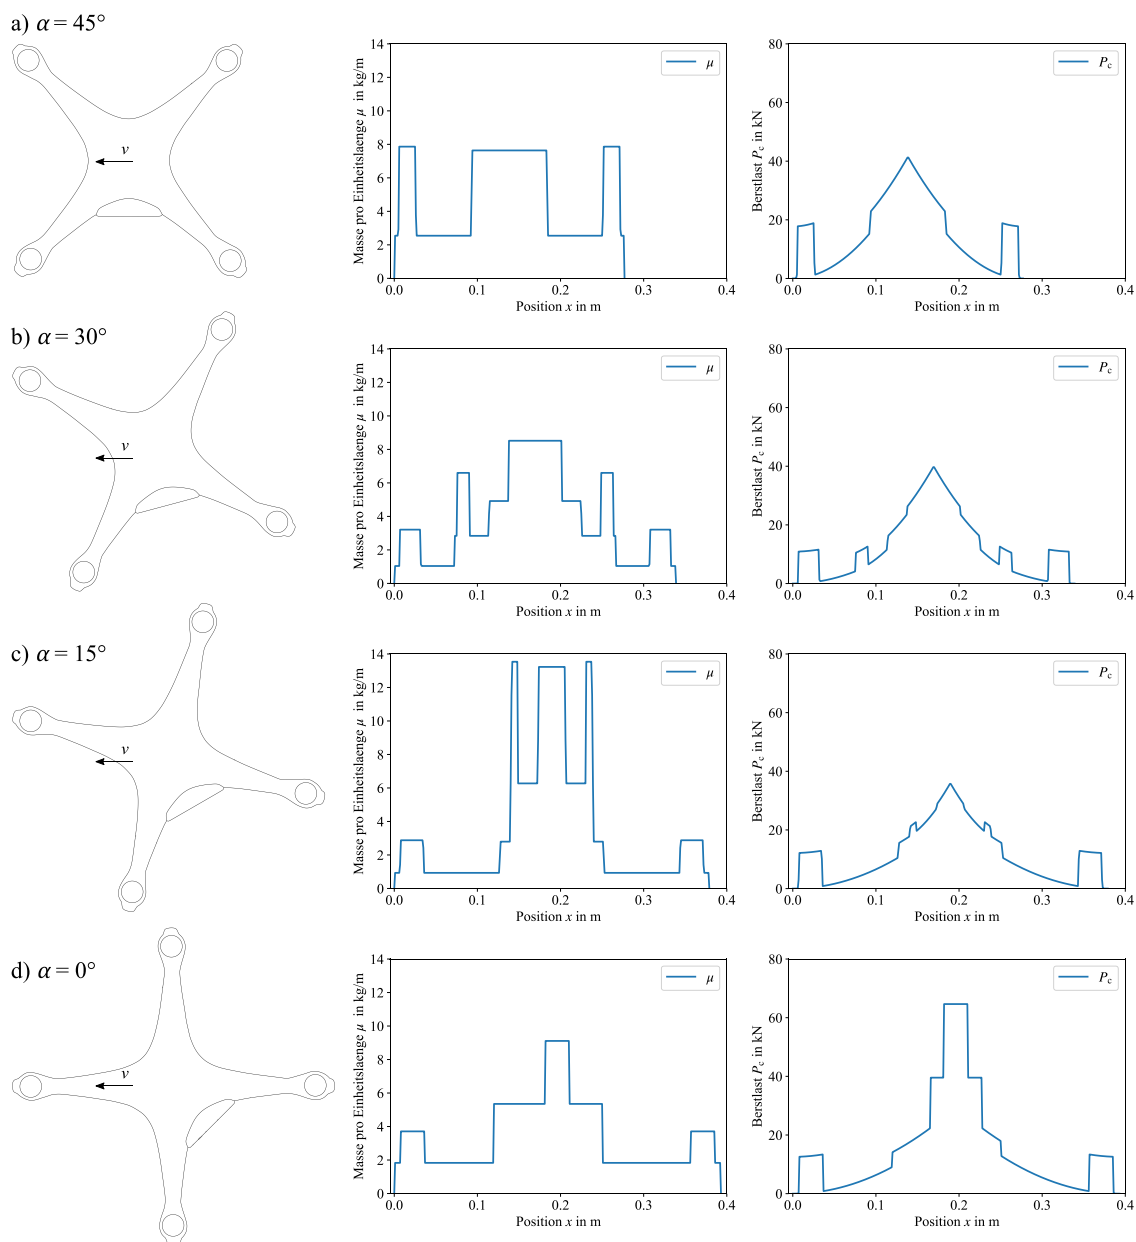 a) α = 45°
v
Masse pro Einheitslaenge μ in kg/m
14
12
10
8
6
4
2
0
μ
0.0 0.1 0.2 0.3 0.4
Position x in m
Berstlast Pc in kN
80
60
40
20
0
Pc
0.0 0.1 0.2 0.3 0.4
Position x in m
b) α = 30°
v
Masse pro Einheitslaenge μ in kg/m
14
12
10
8
6
4
2
0
μ
0.0 0.1 0.2 0.3 0.4
Position x in m
Berstlast Pc in kN
80
60
40
20
0
Pc
0.0 0.1 0.2 0.3 0.4
Position x in m
c) α = 15°
v
Masse pro Einheitslaenge μ in kg/m
14
12
10
8
6
4
2
0
μ
0.0 0.1 0.2 0.3 0.4
Position x in m
Berstlast Pc in kN
80
60
40
20
0
Pc
0.0 0.1 0.2 0.3 0.4
Position x in m
d) α = 0°
v
Masse pro Einheitslaenge μ in kg/m
14
12
10
8
6
4
2
0
μ
0.0 0.1 0.2 0.3 0.4
Position x in m
Berstlast Pc in kN
80
60
40
20
0
Pc
0.0 0.1 0.2 0.3 0.4
Position x in m